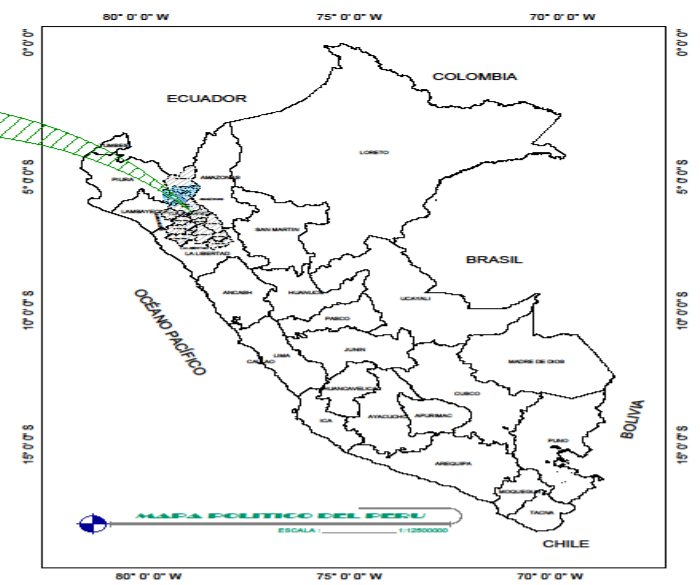 80° 0' 0" W 75° 0' 0" W 70° 0' 0" W
0°0'0"
0°0'0"
COLOMBIA
ECUADOR
LORETO
TUMBES
5°0'0"S
PIURA
AMAZONAS
5°0'0"S
LAMBAYEQUE
SAN MARTIN
LA LIBERTAD
BRASIL
ANCASH
HUANUCO
UCAYALI
10°0'0"S
OCÉANO PACÍFICO
PASCO
10°0'0"S
LIMA
JUNIN
CALLAO
MADRE DE DIOS
HUANCAVELICA
CUSCO
ICA
AYACUCHO
APURIMAC
BOLIVIA
15°0'0"S
PUNO
15°0'0"S
AREQUIPA
MOQUEGUA
TACNA
MAPA POLITICO DEL PERU
ESCALA : 1:12500000
CHILE
80° 0' 0" W 75° 0' 0" W 70° 0' 0" W